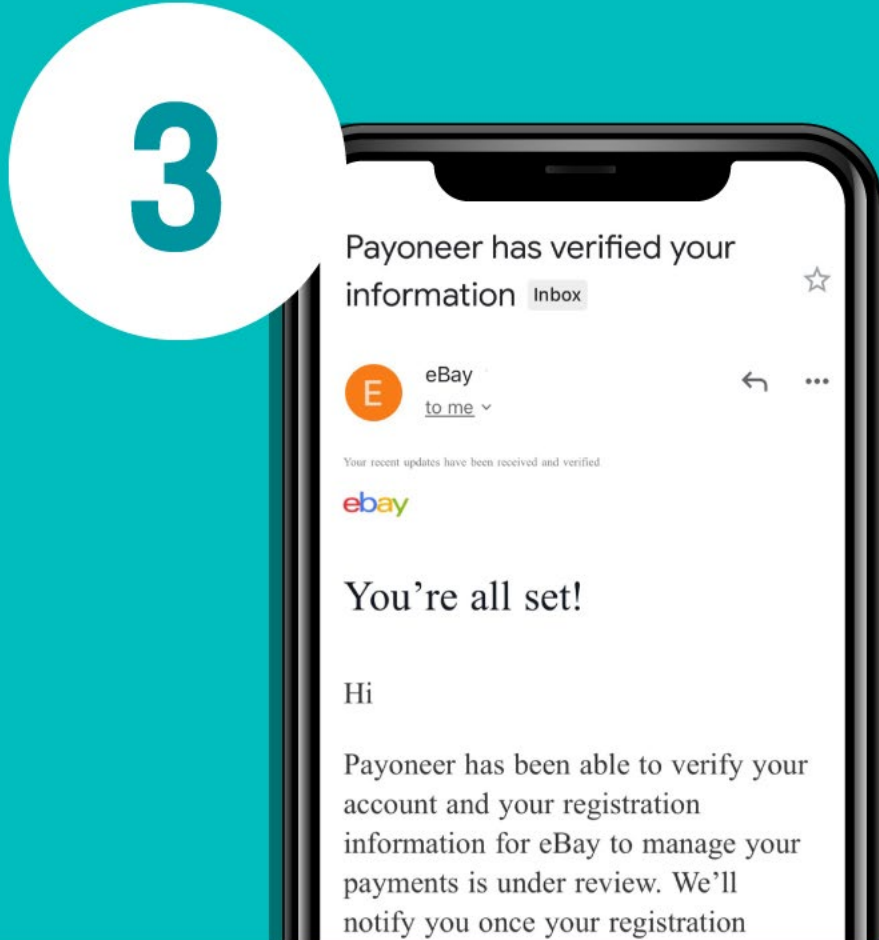 3
Payoneer has verified your
information Inbox
E
eBay
to me
Your recent updates have been received and verified
ebay
You’re all set!
Hi
Payoneer has been able to verify your
account and your registration
information for eBay to manage your
payments is under review. We’ll
notify you once your registration